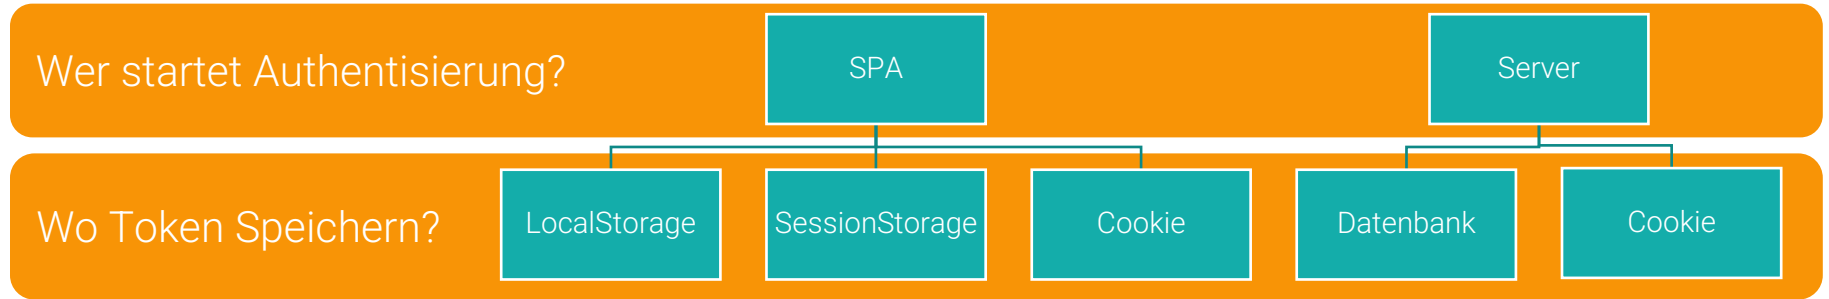 Wer startet Authentisierung?
SPA
Server
Wo Token Speichern?
LocalStorage
SessionStorage
Cookie
Datenbank
Cookie